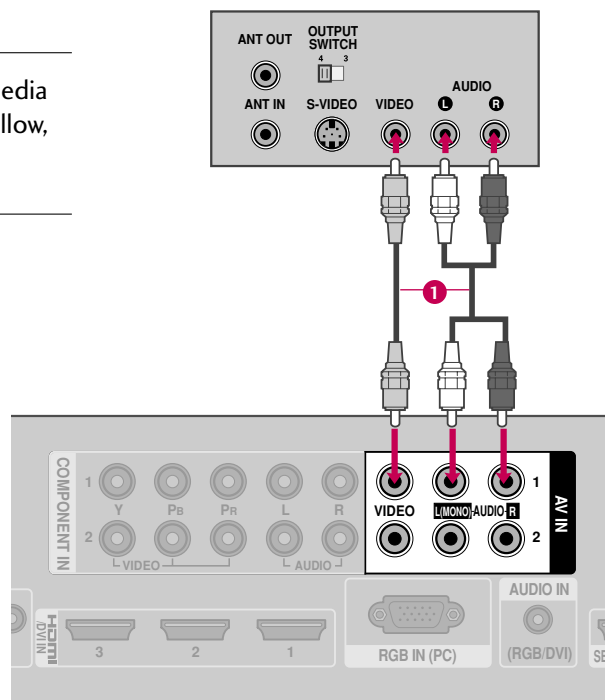 edia
llow,
ANT OUT
OUTPUT
SWITCH
4 3
ANT IN
S-VIDEO
VIDEO
AUDIO
L
R
1
COMPONENT IN
1
Y
PB
PR
L
R
2
VIDEO
AUDIO
VIDEO
L(MONO)
AUDIO
R
1
2
AV IN
HDMI
/DVI IN
3
2
1
RGB IN (PC)
AUDIO IN
(RGB/DVI)
SE